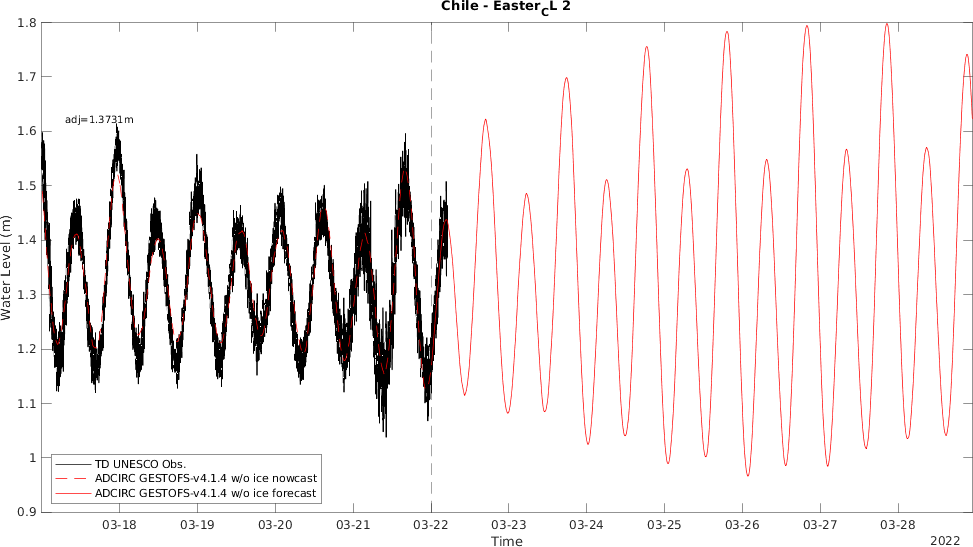 Chile - EasterCL 2
1.8
1.7
1.6
1.5
1.4
1.3
1.2
1.1
1
0.9
Water Level (m)
adj=1.3731m
TD UNESCO Obs.
ADCIRC GESTOFS-v4.1.4 w/o ice nowcast
ADCIRC GESTOFS-v4.1.4 w/o ice forecast
03-18 03-19 03-20 03-21 03-22 03-23 03-24 03-25 03-26 03-27 03-28
Time
2022